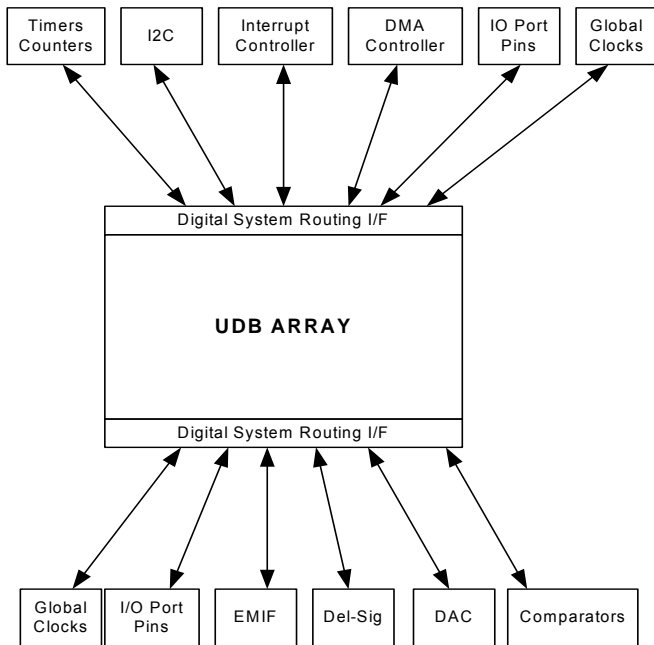 Timers
Counters
I2C
Interrupt
Controller
DMA
Controller
IO Port
Pins
Global
Clocks
Digital System Routing I/F
UDB ARRAY
Digital System Routing I/F
Global
Clocks
I/O Port
Pins
EMIF
Del-Sig
DAC
Comparators